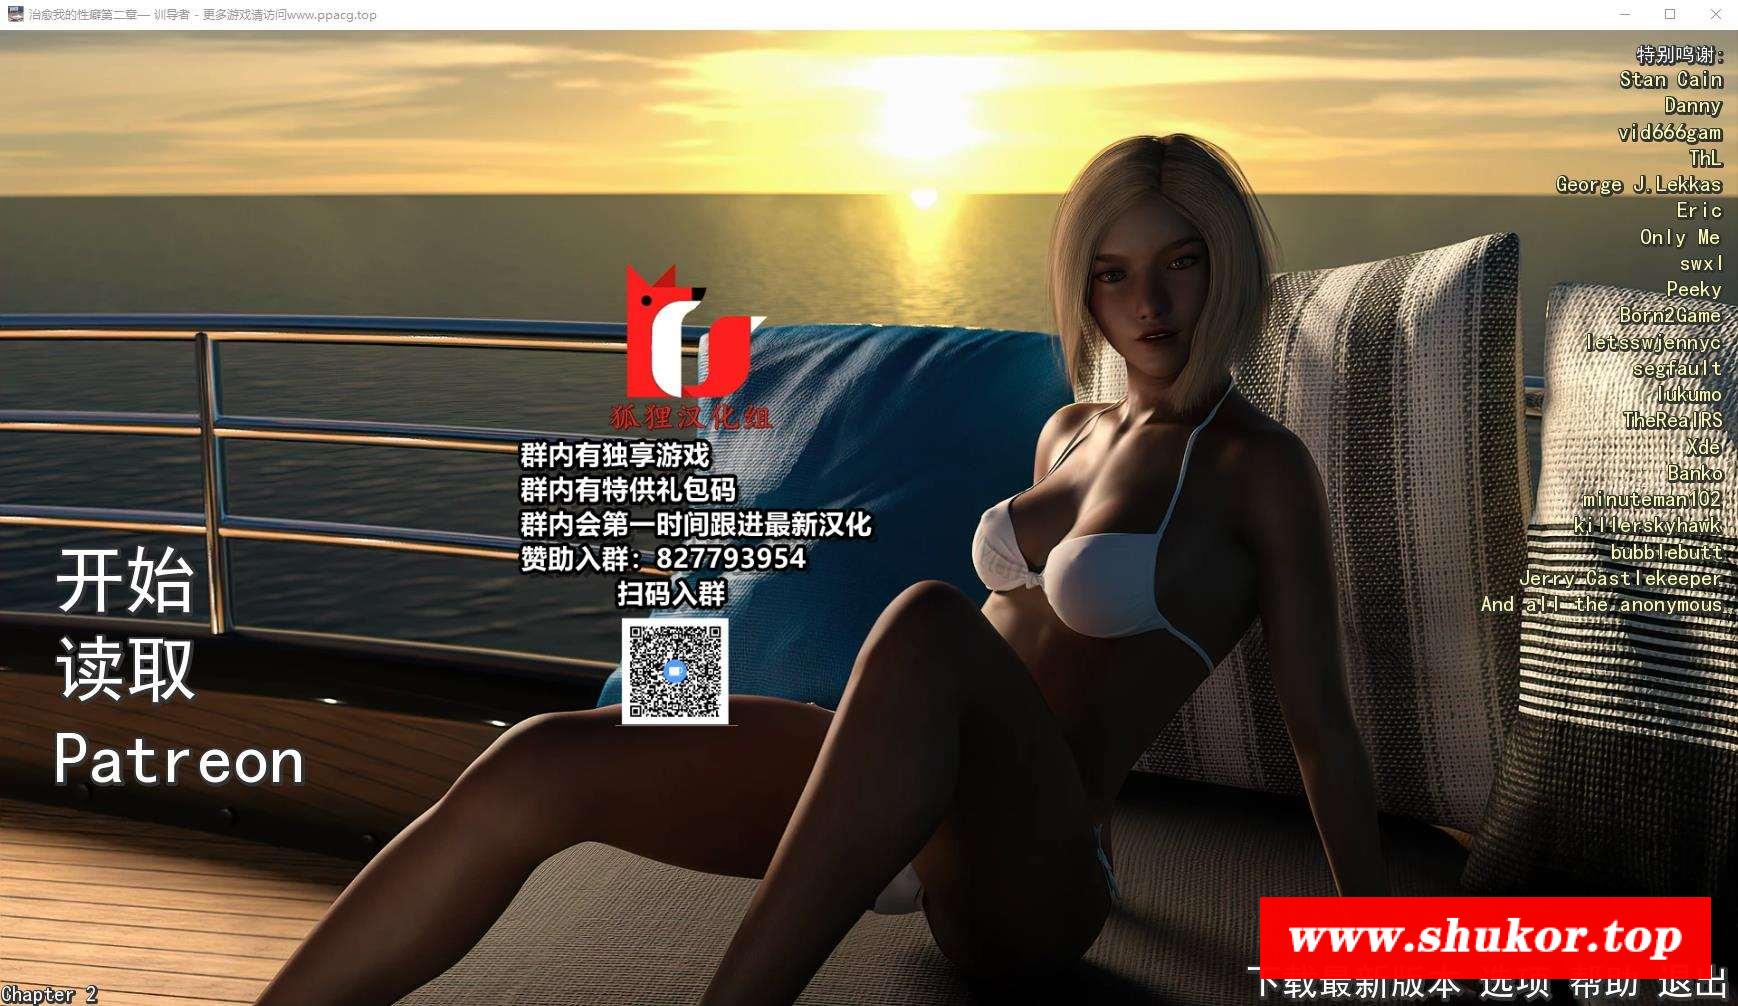 治愈我的性癖第二章— 训导者 - 更多游戏请访问www.ppacg.top
特别鸣谢:
Stan Cain
Danny
vid666gam
ThL
George J.Lekkas
Eric
Only Me
swxl
Peeky
Born2Game
letsswjennyc
segfault
lukumo
TheRealRS
Xde
Banko
minuteman102
killerskyhawk
bubblebutt
Jerry Castlekeeper
And all the anonymous
狐狸汉化组
群内有独享游戏
群内有特供礼包码
群内会第一时间跟进最新汉化
赞助入群：827793954
扫码入群
开始
读取
Patreon
www.shukor.top
下载最新版本 选项 帮助 退出
Chapter 2